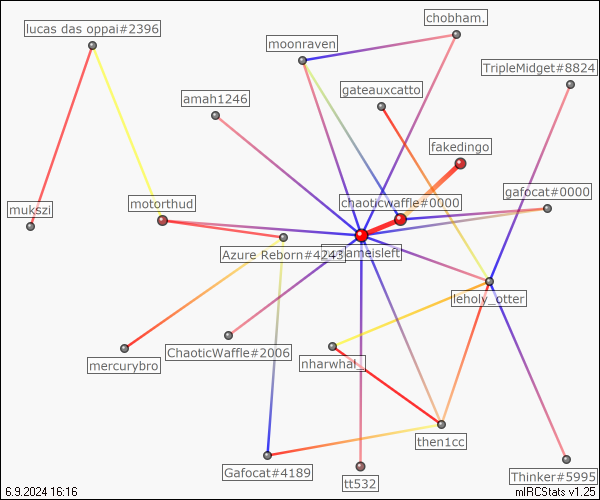 chobham.
lucas das oppai#2396
moonraven
TripleMidget#8824
gateauxcatto
amah1246
fakedingo
gafocat#0000
chaoticwaffle#0000
motorthud
mukszi
Azure Reborn#4243
nameisleft
leholy_otter
ChaoticWaffle#2006
mercurybro
nharwhal_
then1cc
Gafocat#4189
tt532
Thinker#5995
6.9.2024 16:16
mIRCStats v1.25